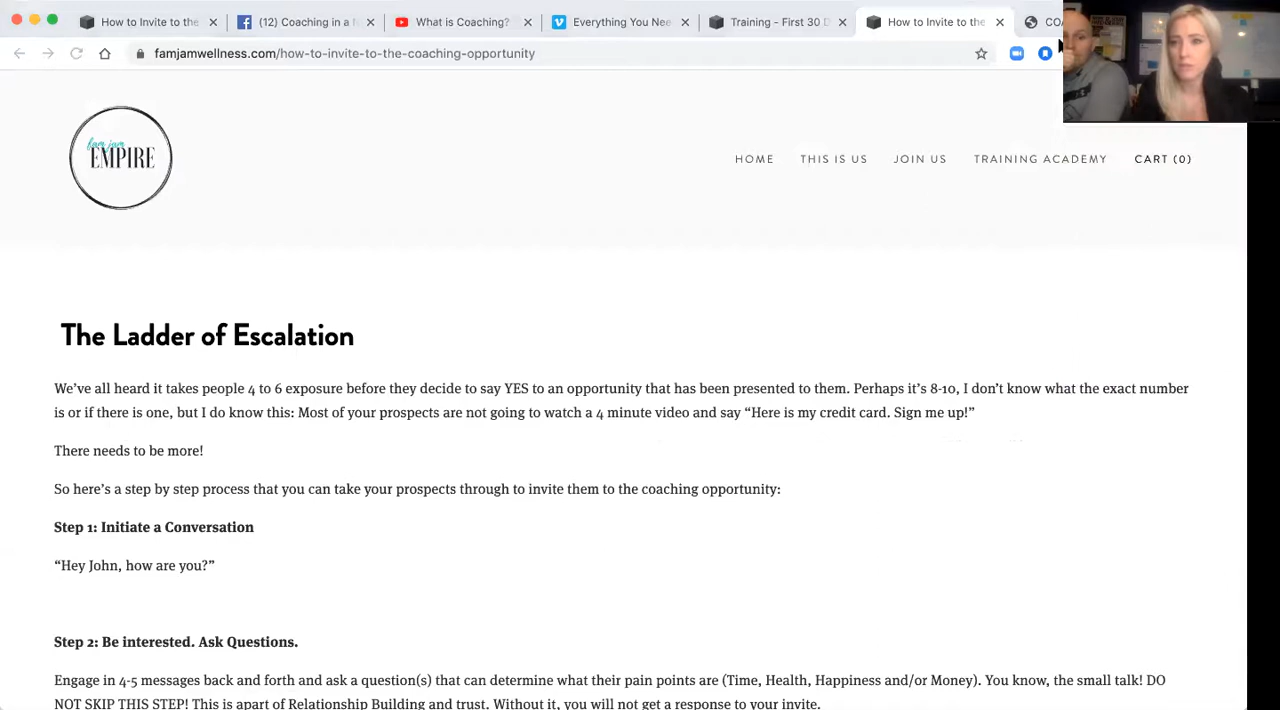 How to Invite to the
(12) Coaching in a
What is Coaching?
Everything You Nee
Training - First 30 D
How to Invite to the
famjamwellness.com/how-to-invite-to-the-coaching-opportunity
fam jam
EMPIRE
HOME
THIS IS US
JOIN US
TRAINING ACADEMY
CART (0)
The Ladder of Escalation
We’ve all heard it takes people 4 to 6 exposure before they decide to say YES to an opportunity that has been presented to them. Perhaps it’s 8-10, I don’t know what the exact number
is or if there is one, but I do know this: Most of your prospects are not going to watch a 4 minute video and say “Here is my credit card. Sign me up!”
There needs to be more!
So here’s a step by step process that you can take your prospects through to invite them to the coaching opportunity:
Step 1: Initiate a Conversation
“Hey John, how are you?”
Step 2: Be interested. Ask Questions.
Engage in 4-5 messages back and forth and ask a question(s) that can determine what their pain points are (Time, Health, Happiness and/or Money). You know, the small talk! DO
NOT SKIP THIS STEP! This is apart of Relationship Building and trust. Without it, you will not get a response to your invite.